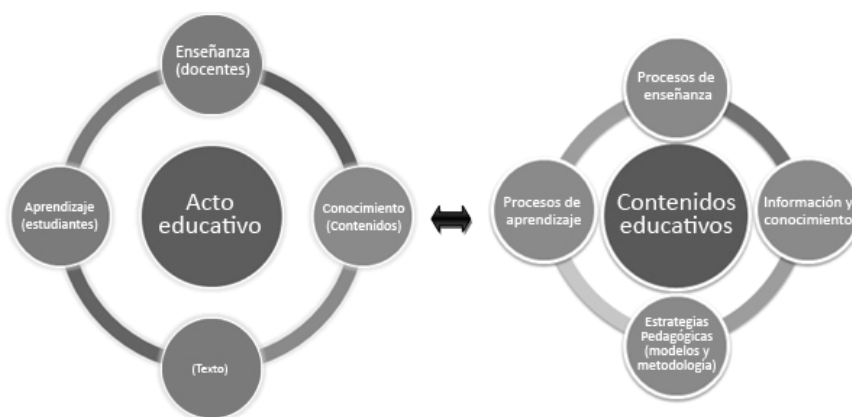 Enseñanza
(docentes)
Aprendizaje
(estudiantes)
Acto
educativo
Conocimiento
(Contenidos)
(Texto)
Procesos de
enseñanza
Procesos de
aprendizaje
Contenidos
educativos
Información y
conocimiento
Estrategias
Pedagógicas
(modelos y
metodología)